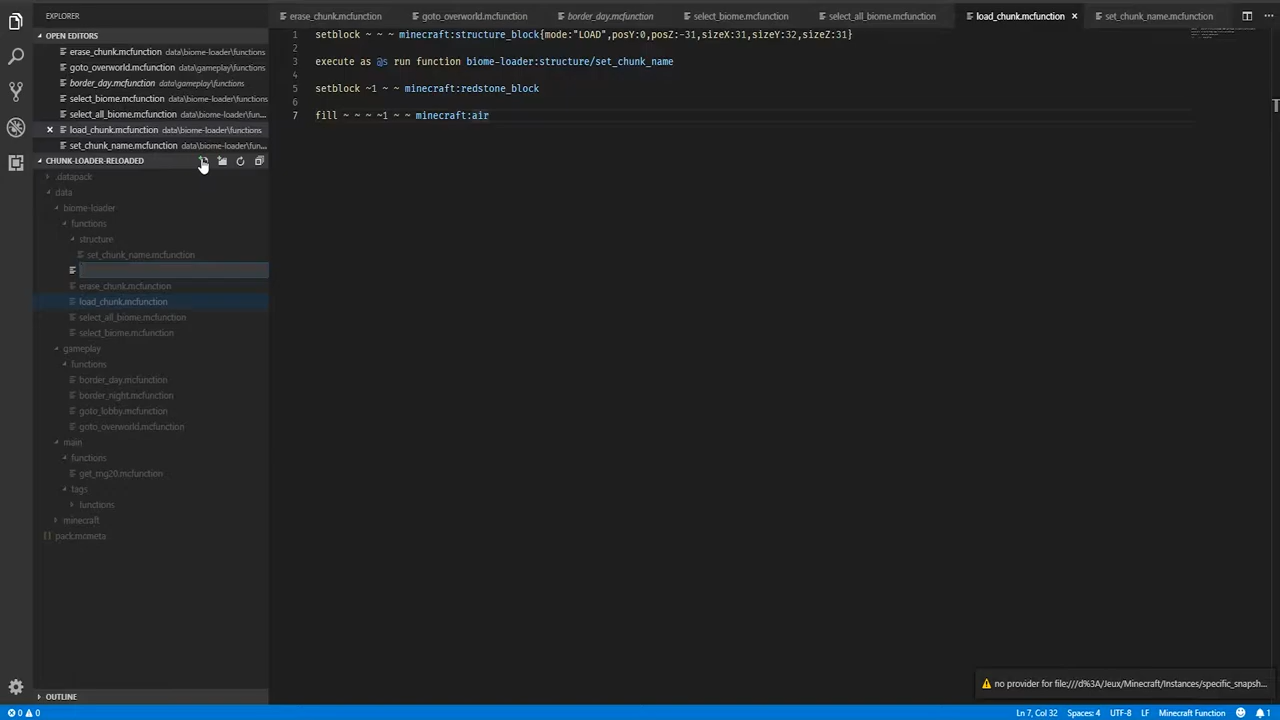 EXPLORER
OPEN EDITORS
erase_chunk.mcfunction data\biome-loader\functions
goto_overworld.mcfunction data\gameplay\functions
border_day.mcfunction data\gameplay\functions
select_biome.mcfunction data\biome-loader\functions
select_all_biome.mcfunction data\biome-loader\fun...
load_chunk.mcfunction data\biome-loader\functions
set_chunk_name.mcfunction data\biome-loader\fun...
CHUNK-LOADER-RELOADED
.datapack
data
biome-loader
functions
structure
set_chunk_name.mcfunction
erase_chunk.mcfunction
load_chunk.mcfunction
select_all_biome.mcfunction
select_biome.mcfunction
gameplay
functions
border_day.mcfunction
border_night.mcfunction
goto_lobby.mcfunction
goto_overworld.mcfunction
main
functions
get_rng20.mcfunction
tags
functions
minecraft
{} pack.mcmeta
OUTLINE
erase_chunk.mcfunction goto_overworld.mcfunction border_day.mcfunction select_biome.mcfunction select_all_biome.mcfunction load_chunk.mcfunction × set_chunk_name.mcfunction
1 setblock ~ ~ ~ minecraft:structure_block{mode:"LOAD",posY:0,posZ:-31,sizeX:31,sizeY:32,sizeZ:31}
2
3 execute as @s run function biome-loader:structure/set_chunk_name
4
5 setblock ~1 ~ ~ minecraft:redstone_block
6
7 fill ~ ~ ~ ~1 ~ ~ minecraft:air
no provider for file:///d%3A/Jeux/Minecraft/Instances/specific_snapsh...
0 0 Ln 7, Col 32 Spaces: 4 UTF-8 LF Minecraft Function 1